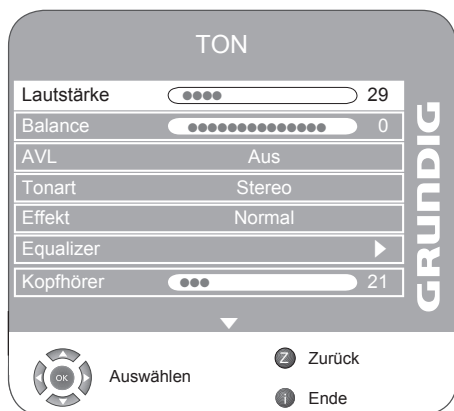 TON
Lautstärke 29
Balance 0
AVL Aus
Tonart Stereo
Effekt Normal
Equalizer
Kopfhörer 21
GRUNDIG
OK Auswählen
Z Zurück
i Ende